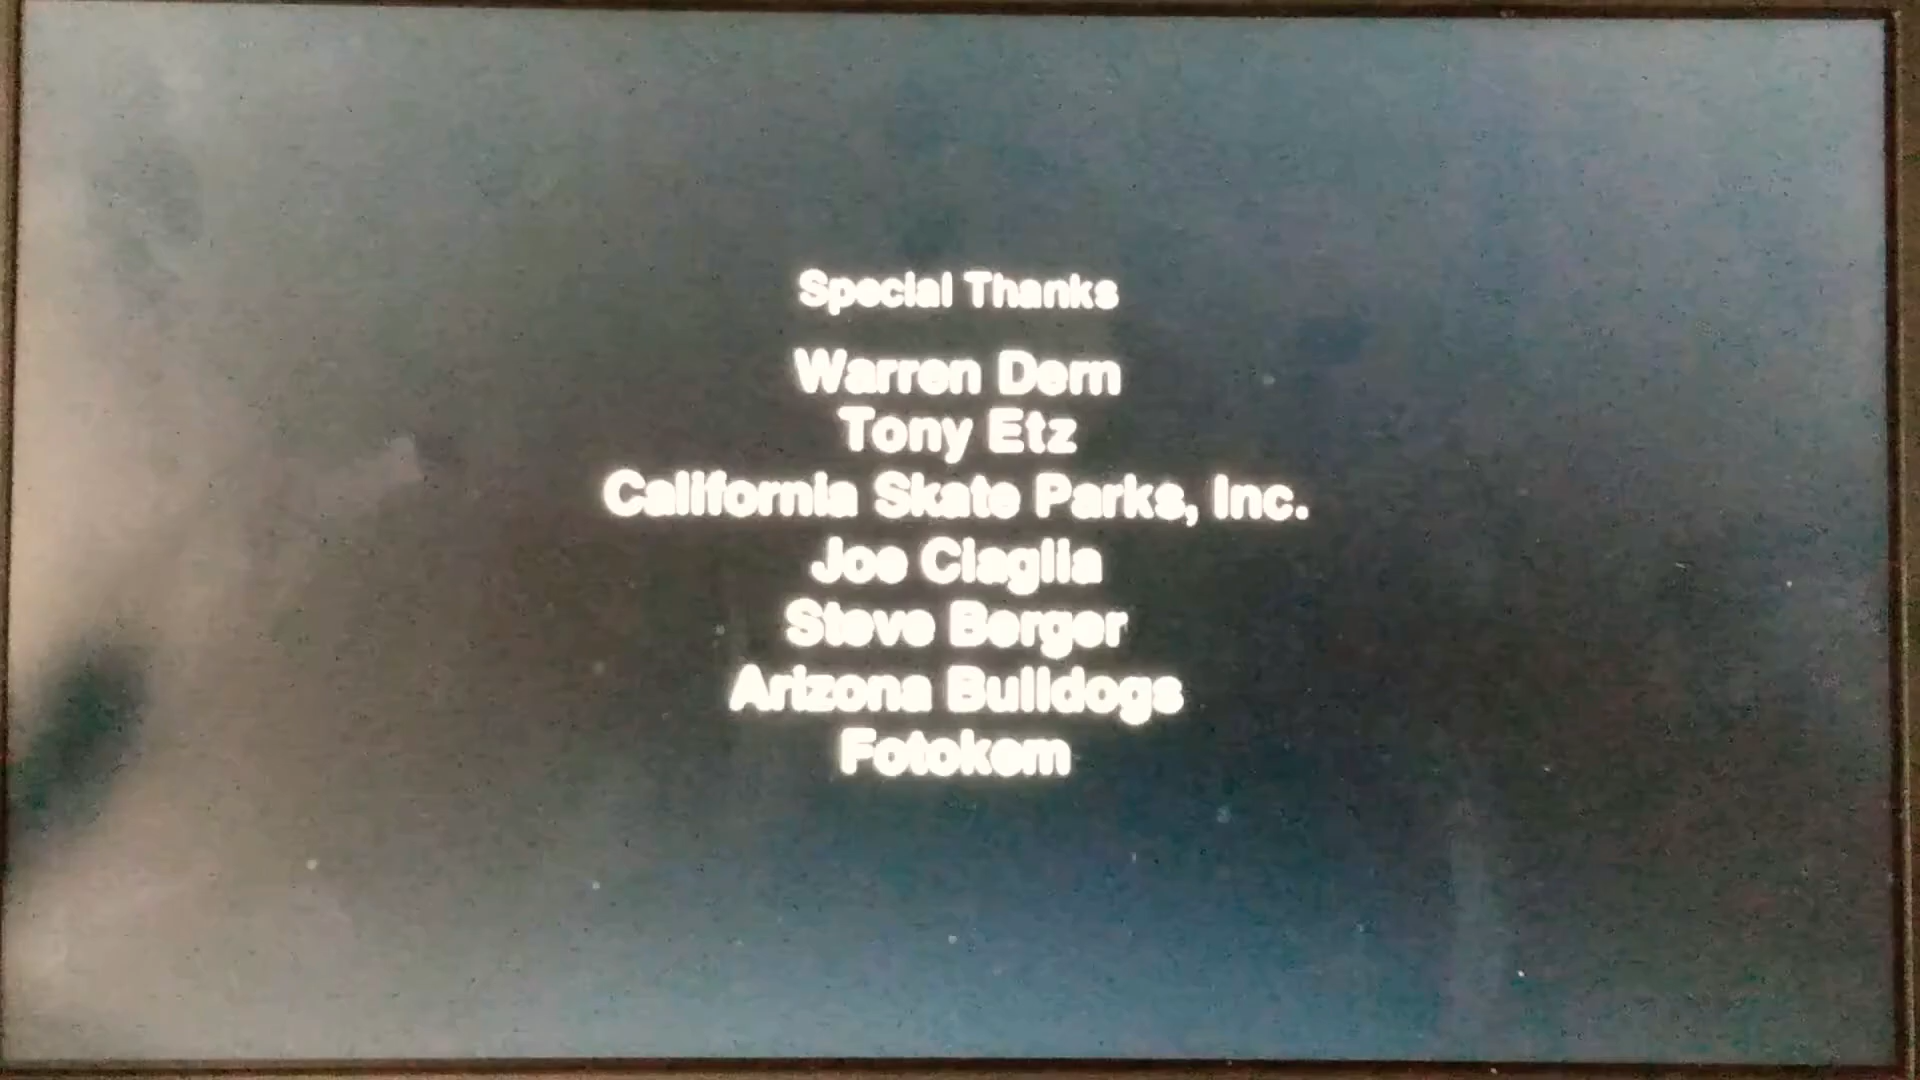 Special Thanks
Warren Dern
Tony Etz
California Skate Parks, Inc.
Joe Ciaglia
Steve Berger
Arizona Bulldogs
Fotokem